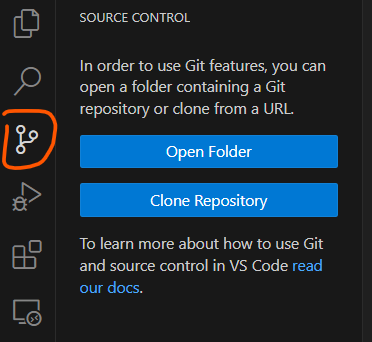 SOURCE CONTROL
In order to use Git features, you can
open a folder containing a Git
repository or clone from a URL.
Open Folder
Clone Repository
To learn more about how to use Git
and source control in VS Code read
our docs.